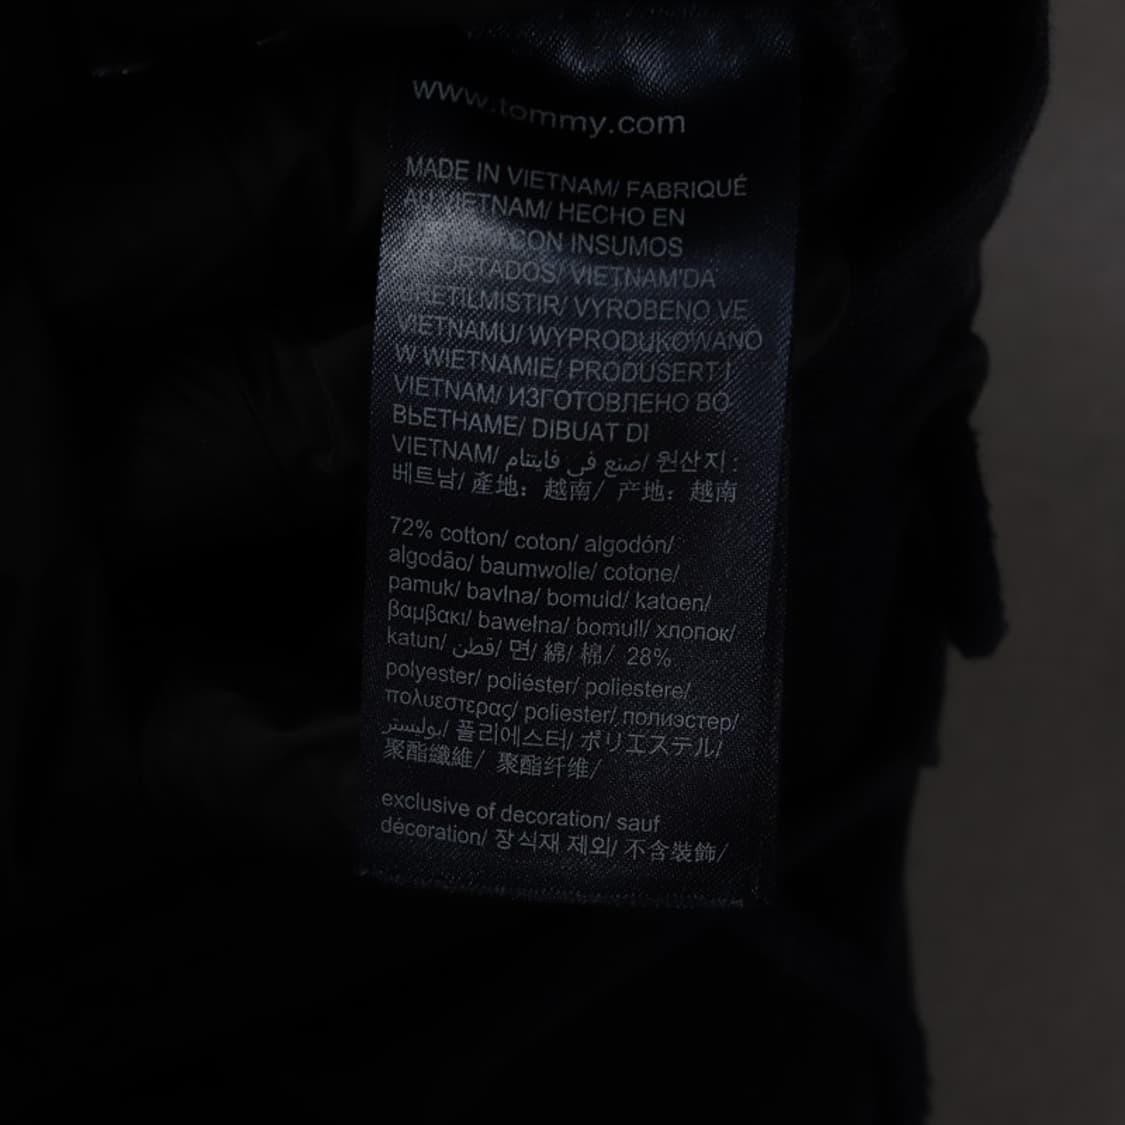 www.tommy.com
MADE IN VIETNAM/ FABRIQUÉ
AU VIETNAM/ HECHO EN
CON INSUMOS
VIETNAM'DA
ÜRETILMISTIR/ VYROBENO VE
VIETNAMU/ WYPRODUKOWANO
W WIETNAMIE/ PRODUSERT I
VIETNAM/ ИЗГОТОВЛЕНО ВО
ВЬЕТНАМЕ/ DIBUAT DI
VIETNAM/ صنع في فايتنام/ 원산지 :
베트남/ 產地： 越南/ 产地： 越南
72% cotton/ coton/ algodón/
algodão/ baumwolle/ cotone/
pamuk/ bavlna/ bomuld/ katoen/
βαμβακι/ bawełna/ bomull/ хлопок/
katun/ قطن/ 면/ 綿/ 棉/ 28%
polyester/ poliéster/ poliestere/
πολυεστερας/ poliester/ полиэстер/
بوليستر/ 폴리에스터/ ポリエステル/
聚酯纖維/ 聚酯纤维/
exclusive of decoration/ sauf
décoration/ 장식재 제외/ 不含裝飾/